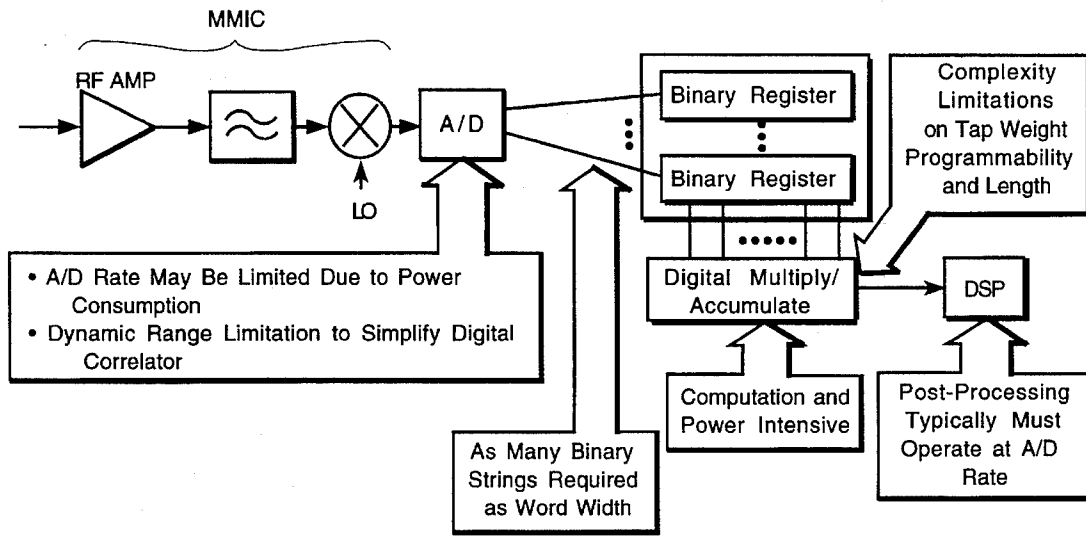 MMIC
RF AMP
A/D
LO
Binary Register
Binary Register
Complexity
Limitations
on Tap Weight
Programmability
and Length
• A/D Rate May Be Limited Due to Power
Consumption
• Dynamic Range Limitation to Simplify Digital
Correlator
Digital Multiply/
Accumulate
DSP
As Many Binary
Strings Required
as Word Width
Computation and
Power Intensive
Post-Processing
Typically Must
Operate at A/D
Rate